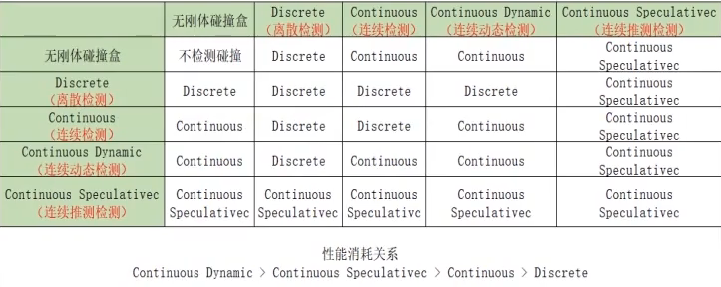 无刚体碰撞盒
Discrete
(离散检测)
Continuous
(连续检测)
Continuous Dynamic
(连续动态检测)
Continuous Speculativec
(连续推测检测)
无刚体碰撞盒
不检测碰撞
Discrete
Continuous
Continuous
Continuous
Speculativec
Discrete
(离散检测)
Discrete
Discrete
Discrete
Discrete
Continuous
Speculativec
Continuous
(连续检测)
Continuous
Discrete
Discrete
Continuous
Continuous
Speculativec
Continuous Dynamic
(连续动态检测)
Continuous
Discrete
Continuous
Continuous
Continuous
Speculativec
Continuous Speculativec
(连续推测检测)
Continuous
Speculativec
Continuous
Speculativec
Continuous
Speculativc
Continuous
Speculativec
Continuous
Speculativec
性能消耗关系
Continuous Dynamic > Continuous Speculativec > Continuous > Discrete